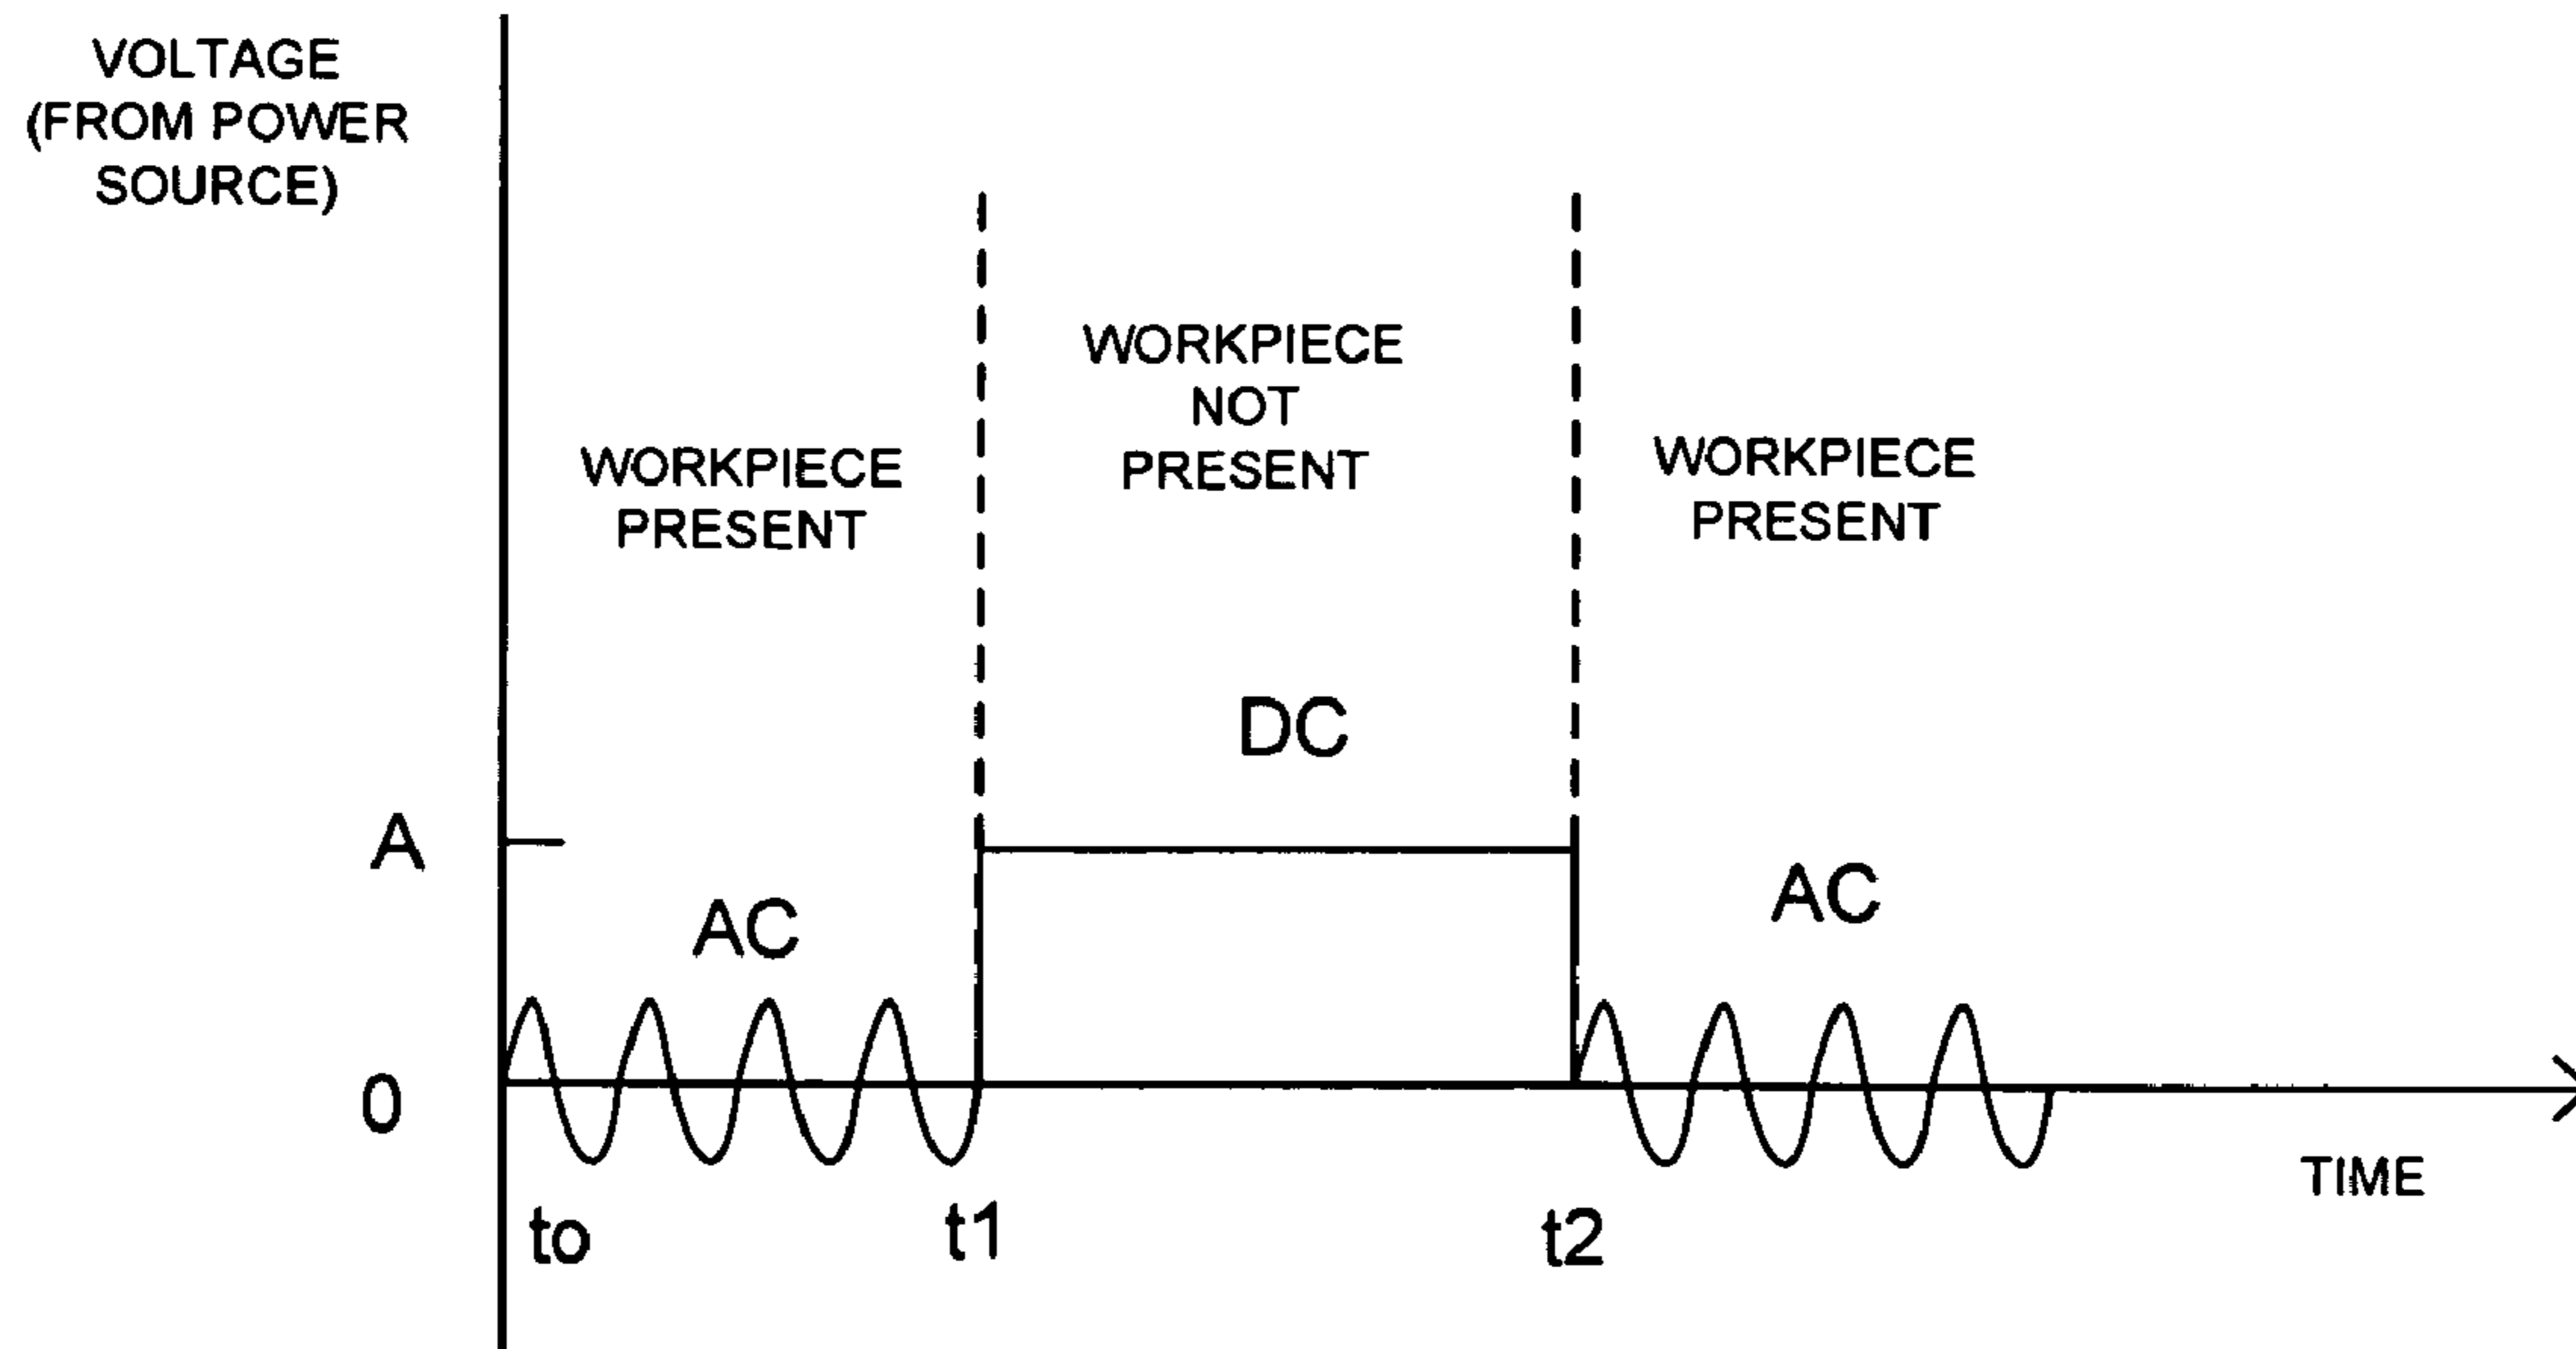 VOLTAGE
(FROM POWER
SOURCE)
WORKPIECE
PRESENT
WORKPIECE
NOT
PRESENT
WORKPIECE
PRESENT
DC
A
AC
AC
0
TIME
to
t1
t2